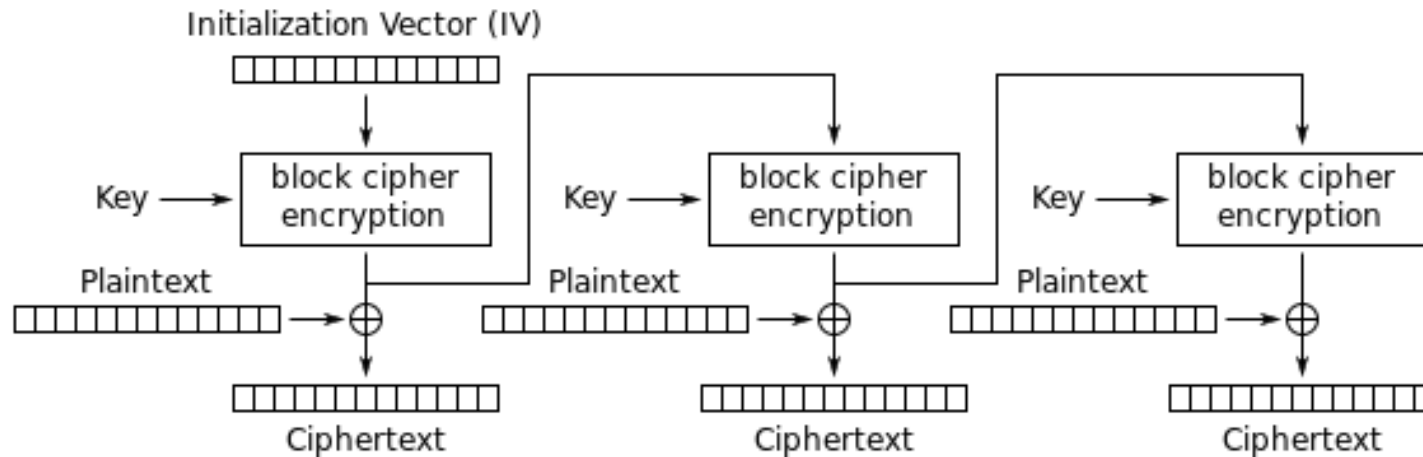 Initialization Vector (IV)
Key
block cipher
encryption
Key
block cipher
encryption
Key
block cipher
encryption
Plaintext
Plaintext
Plaintext
Ciphertext
Ciphertext
Ciphertext